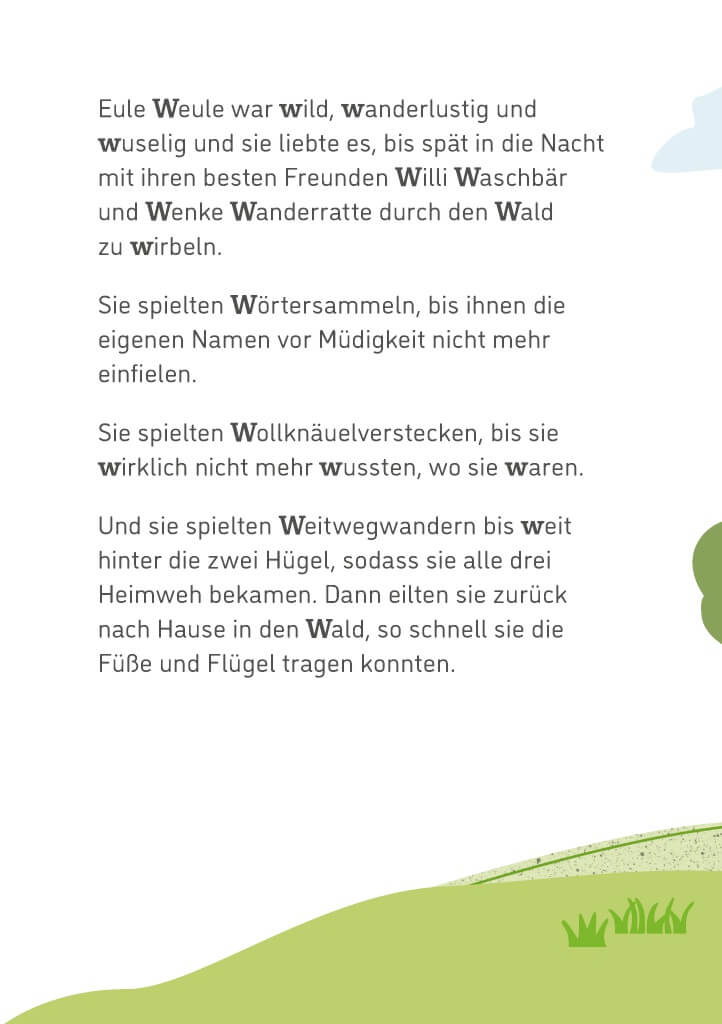 Eule Weule war wild, wanderlustig und
wuselig und sie liebte es, bis spät in die Nacht
mit ihren besten Freunden Willi Waschbär
und Wenke Wanderratte durch den Wald
zu wirbeln.
Sie spielten Wörtersammeln, bis ihnen die
eigenen Namen vor Müdigkeit nicht mehr
einfielen.
Sie spielten Wollknäuelverstecken, bis sie
wirklich nicht mehr wussten, wo sie waren.
Und sie spielten Weitwegwandern bis weit
hinter die zwei Hügel, sodass sie alle drei
Heimweh bekamen. Dann eilten sie zurück
nach Hause in den Wald, so schnell sie die
Füße und Flügel tragen konnten.